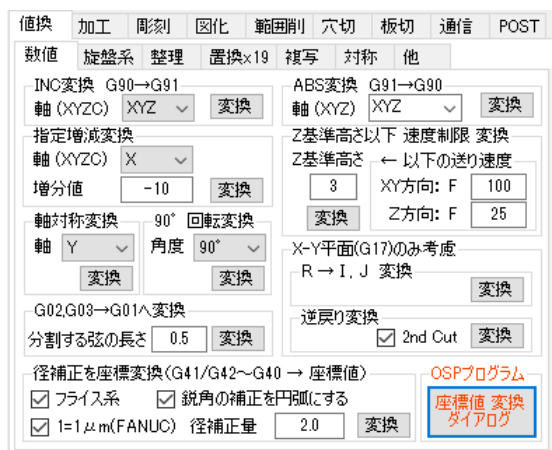 値換 加工 彫刻 図化 範囲削 穴切 板切 通信 POST
数値 旋盤系 整理 置換×19 複写 対称 他
INC変換 G90→G91
軸(XYZC) XYZ 変換
ABS変換 G91→G90
軸(XYZ) XYZ 変換
指定増減変換
軸(XYZC) X
増分値 -10 変換
Z基準高さ以下 速度制限 変換
Z基準高さ ← 以下の送り速度
3 XY方向: F 100
変換 Z方向: F 25
軸対称変換
軸 Y
変換
90° 回転変換
角度 90°
変換
X-Y平面(G17)のみ考慮
R→I, J 変換
変換
逆戻り変換
2nd Cut 変換
G02,G03→G01へ変換
分割する弦の長さ 0.5 変換
径補正を座標変換(G41/G42~G40 → 座標値)
フライス系 鋭角の補正を円弧にする
1=1μm(FANUC) 径補正量 2.0 変換
OSPプログラム
座標値 変換
ダイアログ